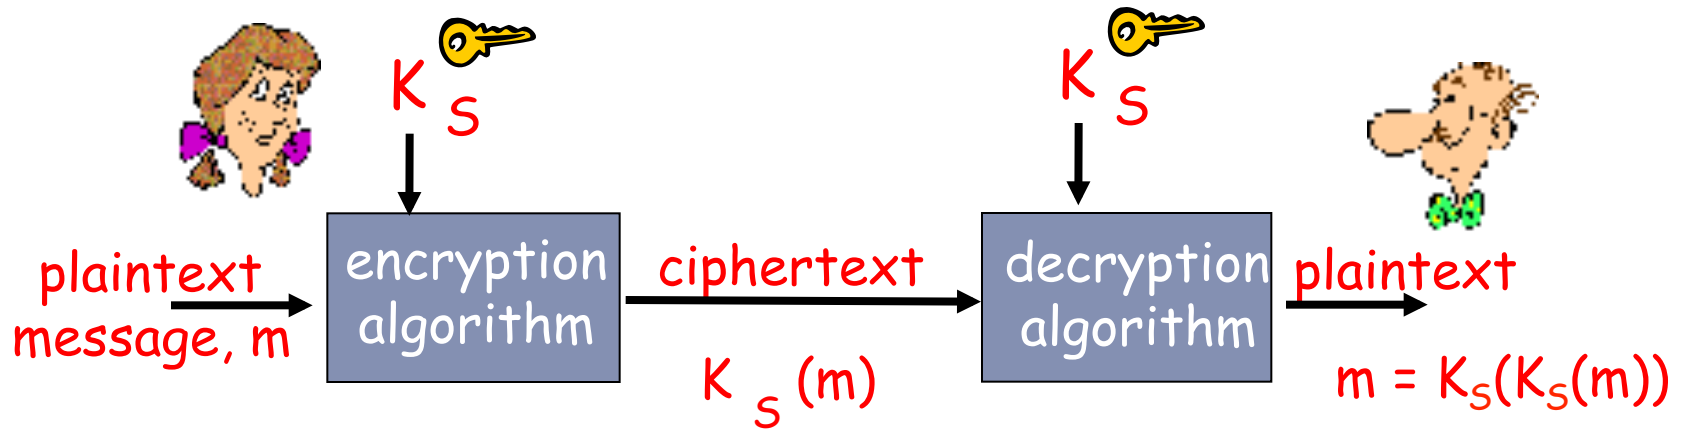 K S
K S
plaintext
message, m
encryption
algorithm
ciphertext
K S (m)
decryption
algorithm
plaintext
m = KS(KS(m))